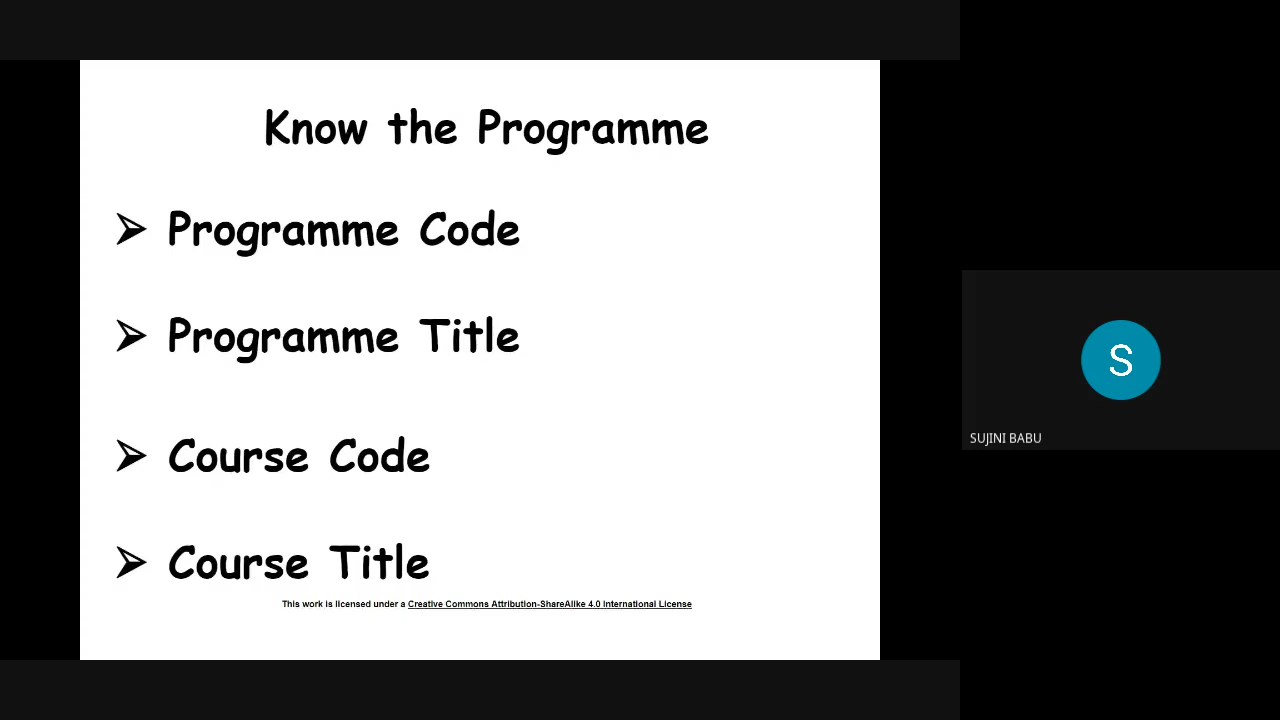 Know the Programme
Programme Code
Programme Title
Course Code
Course Title
This work is licensed under a Creative Commons Attribution-ShareAlike 4.0 International License
S
SUJINI BABU